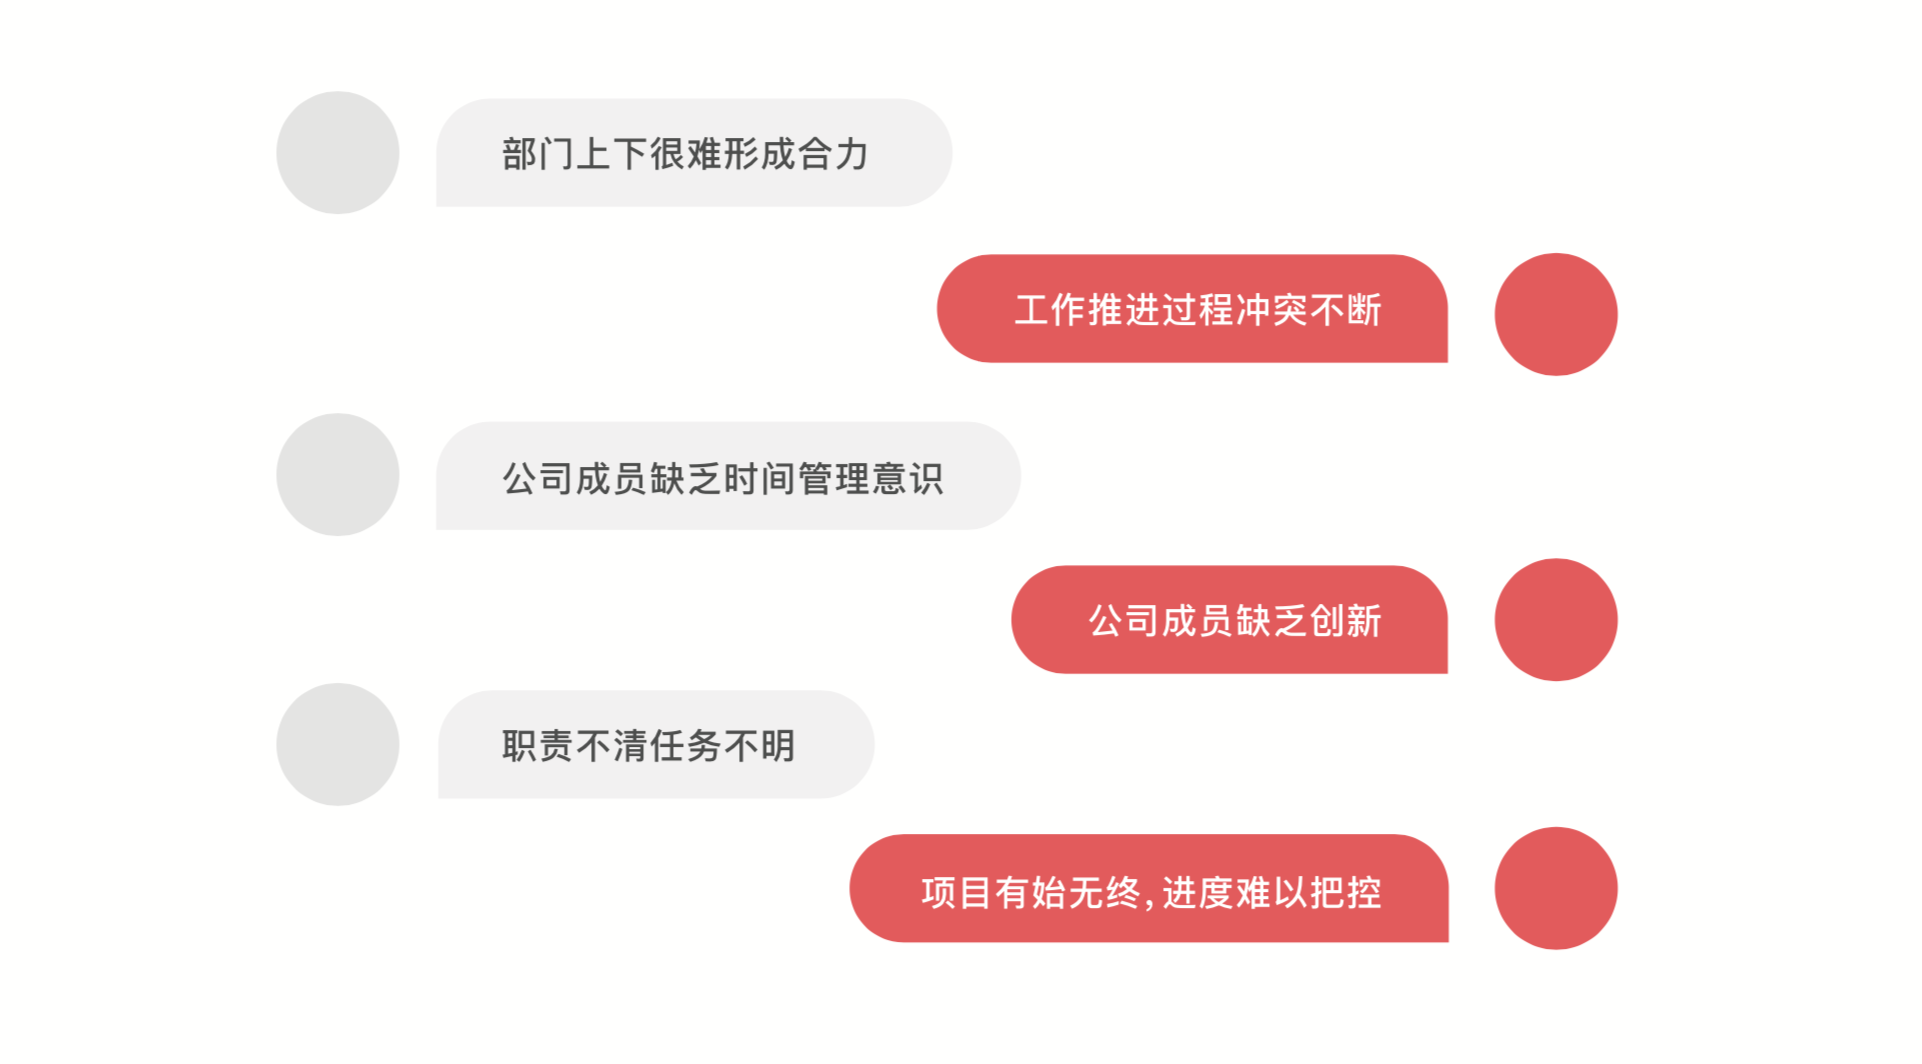 部门上下很难形成合力
工作推进过程冲突不断
公司成员缺乏时间管理意识
公司成员缺乏创新
职责不清任务不明
项目有始无终，进度难以把控